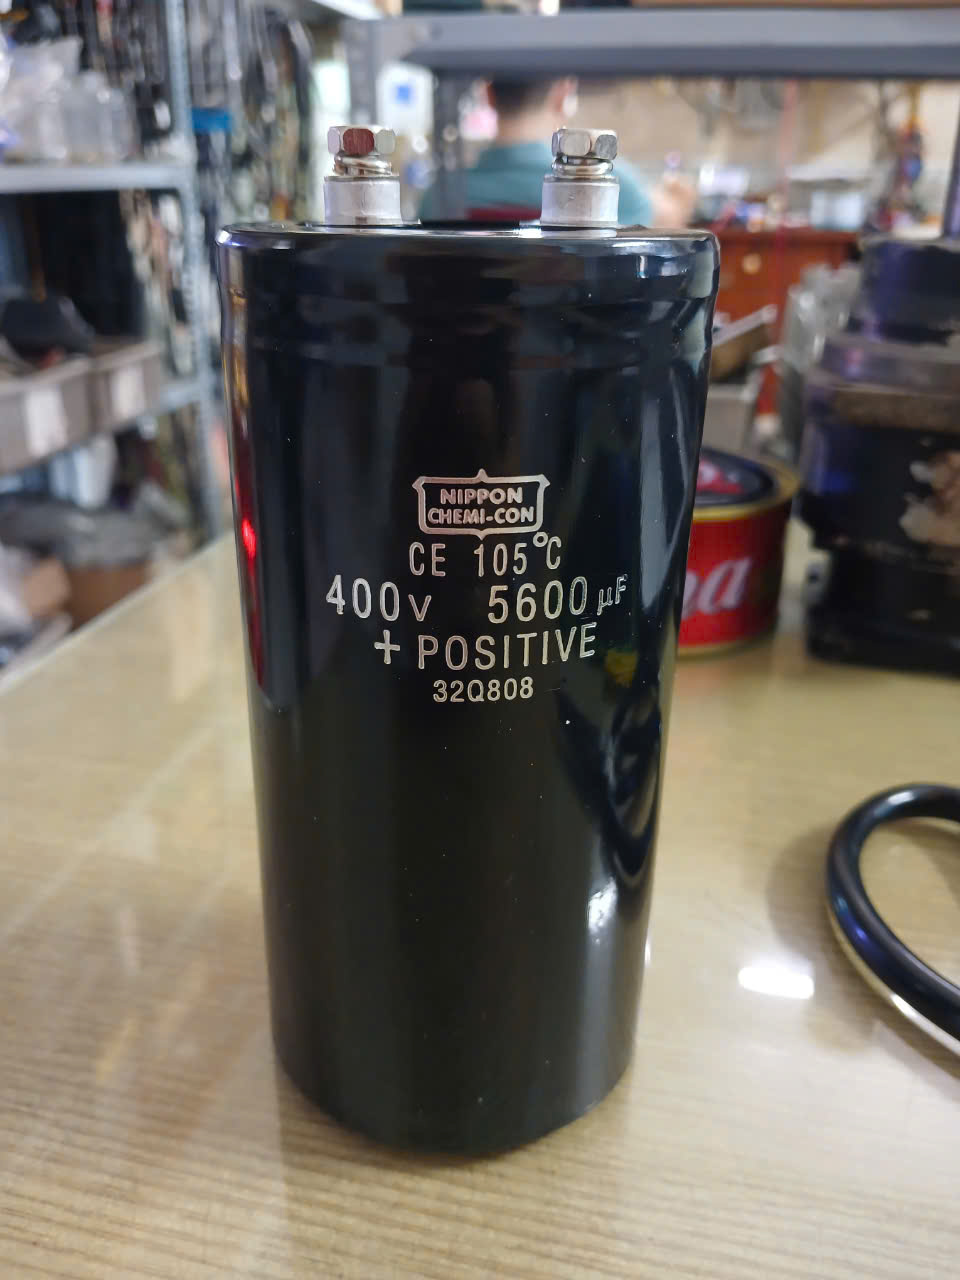 NIPPON
CHEMI-CON
CE 105°C
400V 5600µF
+ POSITIVE
32Q808